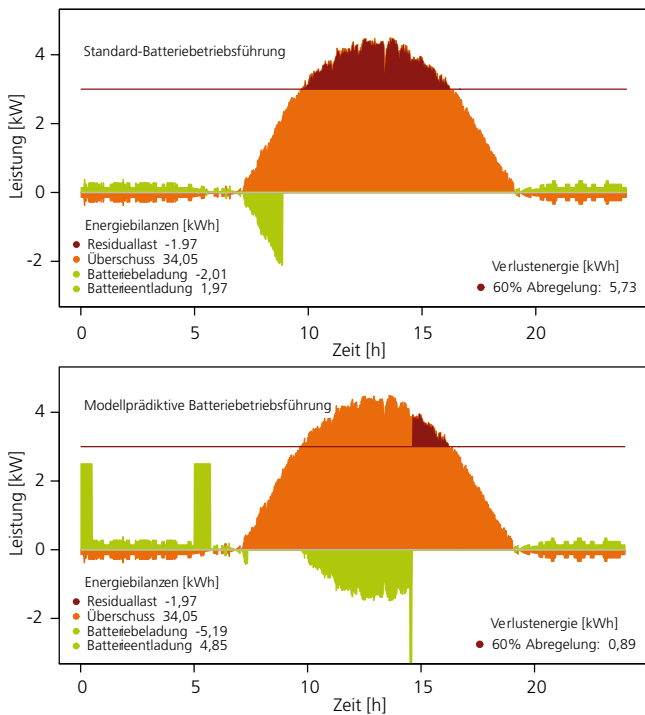 Standard-Batteriebetriebsführung
Leistung [kW]
4
2
0
-2
Energiebilanzen [kWh]
Residuallast -1.97
Überschuss 34,05
Batteriebeladung -2,01
Batterieentladung 1,97
Verlustenergie [kWh]
60% Abregelung: 5,73
0 5 10 15 20
Zeit [h]
Modellprädiktive Batteriebetriebsführung
Leistung [kW]
4
2
0
-2
Energiebilanzen [kWh]
Residuallast -1,97
Überschuss 34,05
Batteriebeladung -5,19
Batterieentladung 4,85
Verlustenergie [kWh]
60% Abregelung: 0,89
0 5 10 15 20
Zeit [h]